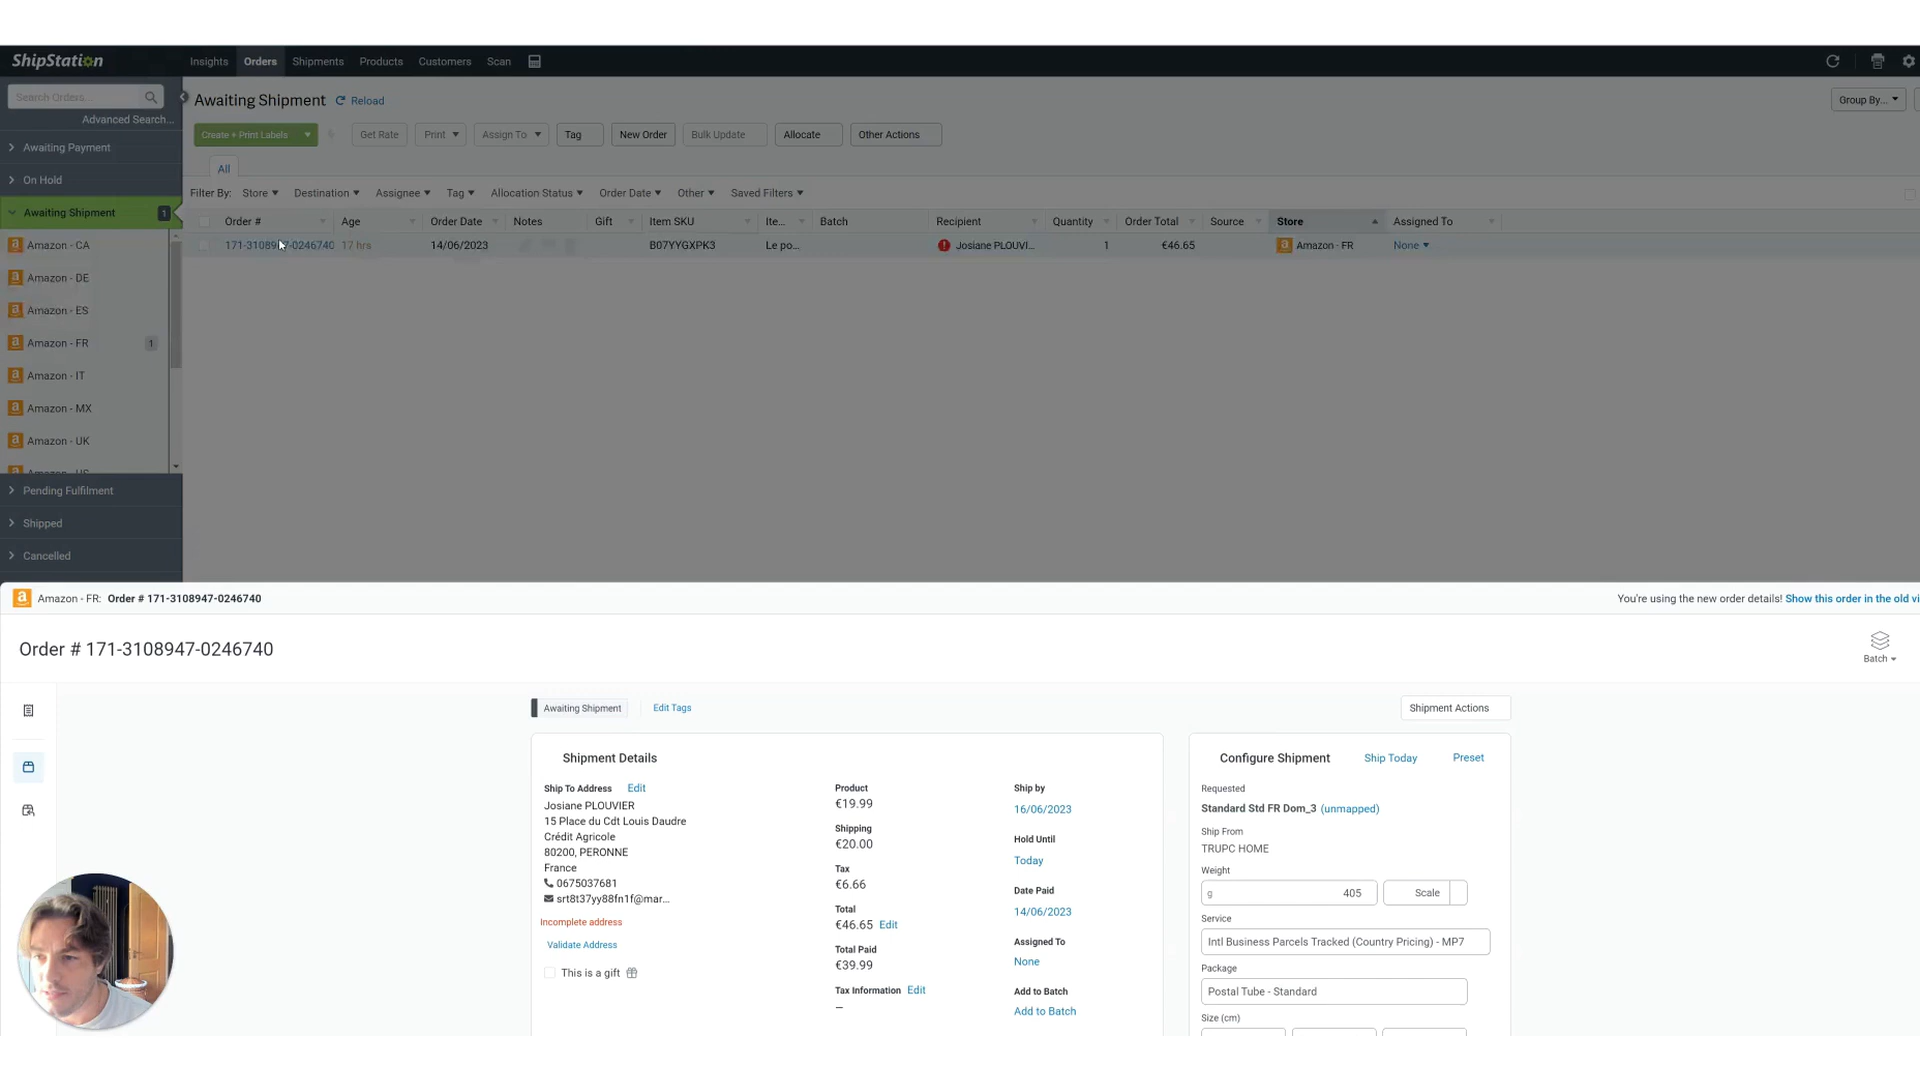 ShipStation Insights Orders Shipments Products Customers Scan
Search Orders...
Advanced Search...
Awaiting Payment
On Hold
Awaiting Shipment 1
Amazon - CA
Amazon - DE
Amazon - ES
Amazon - FR 1
Amazon - IT
Amazon - MX
Amazon - UK
Pending Fulfilment
Shipped
Cancelled
Awaiting Shipment Reload Group By...
Create + Print Labels Get Rate Print Assign To Tag New Order Bulk Update Allocate Other Actions
All
Filter By: Store Destination Assignee Tag Allocation Status Order Date Other Saved Filters
Order # Age Order Date Notes Gift Item SKU Ite... Batch Recipient Quantity Order Total Source Store Assigned To
171-3108947-0246740 17 hrs 14/06/2023 B07YYGXPK3 Le po... Josiane PLOUVI... 1 €46.65 Amazon - FR None
Amazon - FR: Order # 171-3108947-0246740 You're using the new order details! Show this order in the old vi
Order # 171-3108947-0246740
Batch
Awaiting Shipment Edit Tags Shipment Actions
Shipment Details
Ship To Address Edit
Josiane PLOUVIER
15 Place du Cdt Louis Daudre
Crédit Agricole
80200, PERONNE
France
0675037681
srt8t37yy88fn1f@mar...
Incomplete address
Validate Address
This is a gift
Product
€19.99
Shipping
€20.00
Tax
€6.66
Total
€46.65 Edit
Total Paid
€39.99
Tax Information Edit
--
Ship by
16/06/2023
Hold Until
Today
Date Paid
14/06/2023
Assigned To
None
Add to Batch
Add to Batch
Configure Shipment Ship Today Preset
Requested
Standard Std FR Dom_3 (unmapped)
Ship From
TRUPC HOME
Weight
g 405 Scale
Service
Intl Business Parcels Tracked (Country Pricing) - MP7
Package
Postal Tube - Standard
Size (cm)